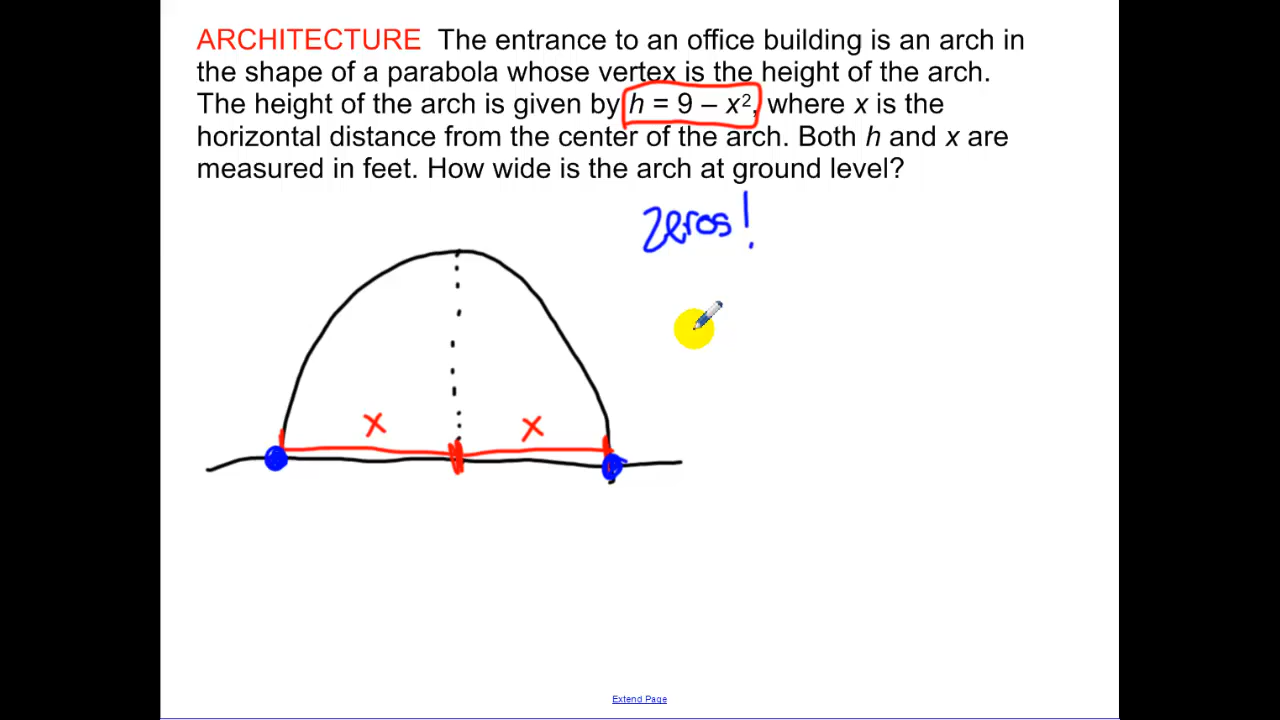 ARCHITECTURE The entrance to an office building is an arch in
the shape of a parabola whose vertex is the height of the arch.
The height of the arch is given by h = 9 – x², where x is the
horizontal distance from the center of the arch. Both h and x are
measured in feet. How wide is the arch at ground level?
zeros!
x x
Extend Page